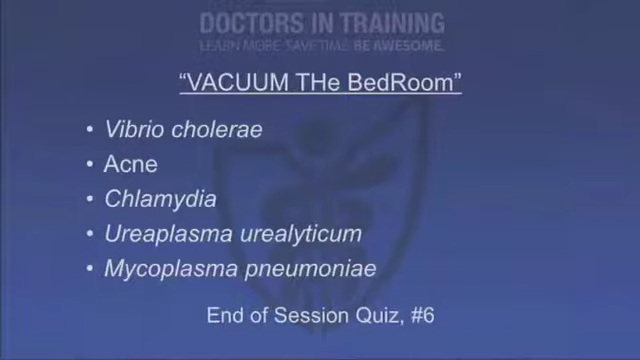 DOCTORS IN TRAINING
LEARN MORE. SAVE TIME. BE AWESOME.
“VACUUM THe BedRoom”
• Vibrio cholerae
• Acne
• Chlamydia
• Ureaplasma urealyticum
• Mycoplasma pneumoniae
End of Session Quiz, #6